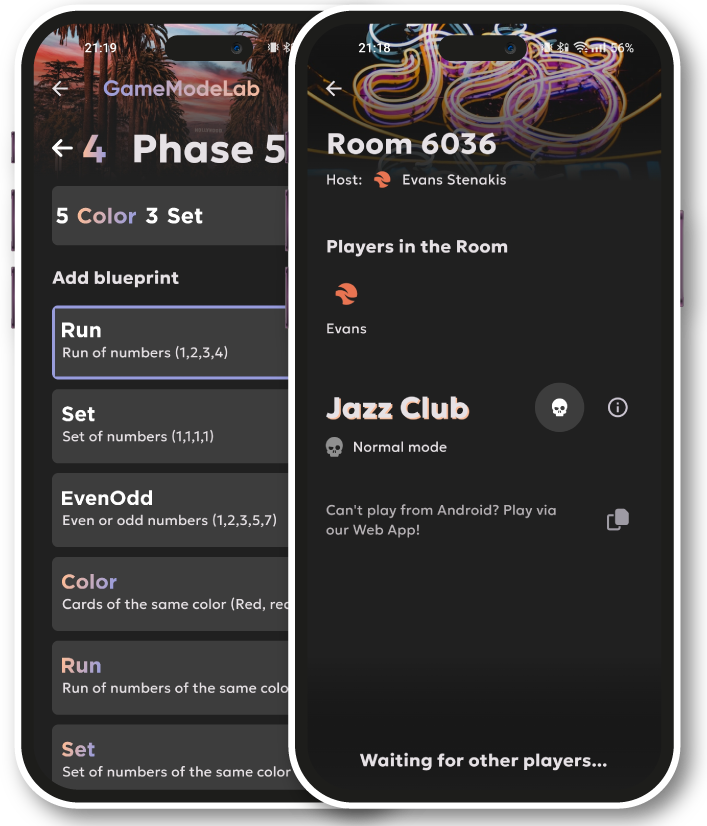 21:19
GameModeLab
4 Phase 5
5 Color 3 Set
Add blueprint
Run
Run of numbers (1,2,3,4)
Set
Set of numbers (1,1,1,1)
EvenOdd
Even or odd numbers (1,2,3,5,7)
Color
Cards of the same color (Red, red
Run
Run of numbers of the same colo
Set
Set of numbers of the same color
21:18
56%
Room 6036
Host: Evans Stenakis
Players in the Room
Evans
Jazz Club
Normal mode
Can't play from Android? Play via
our Web App!
Waiting for other players...